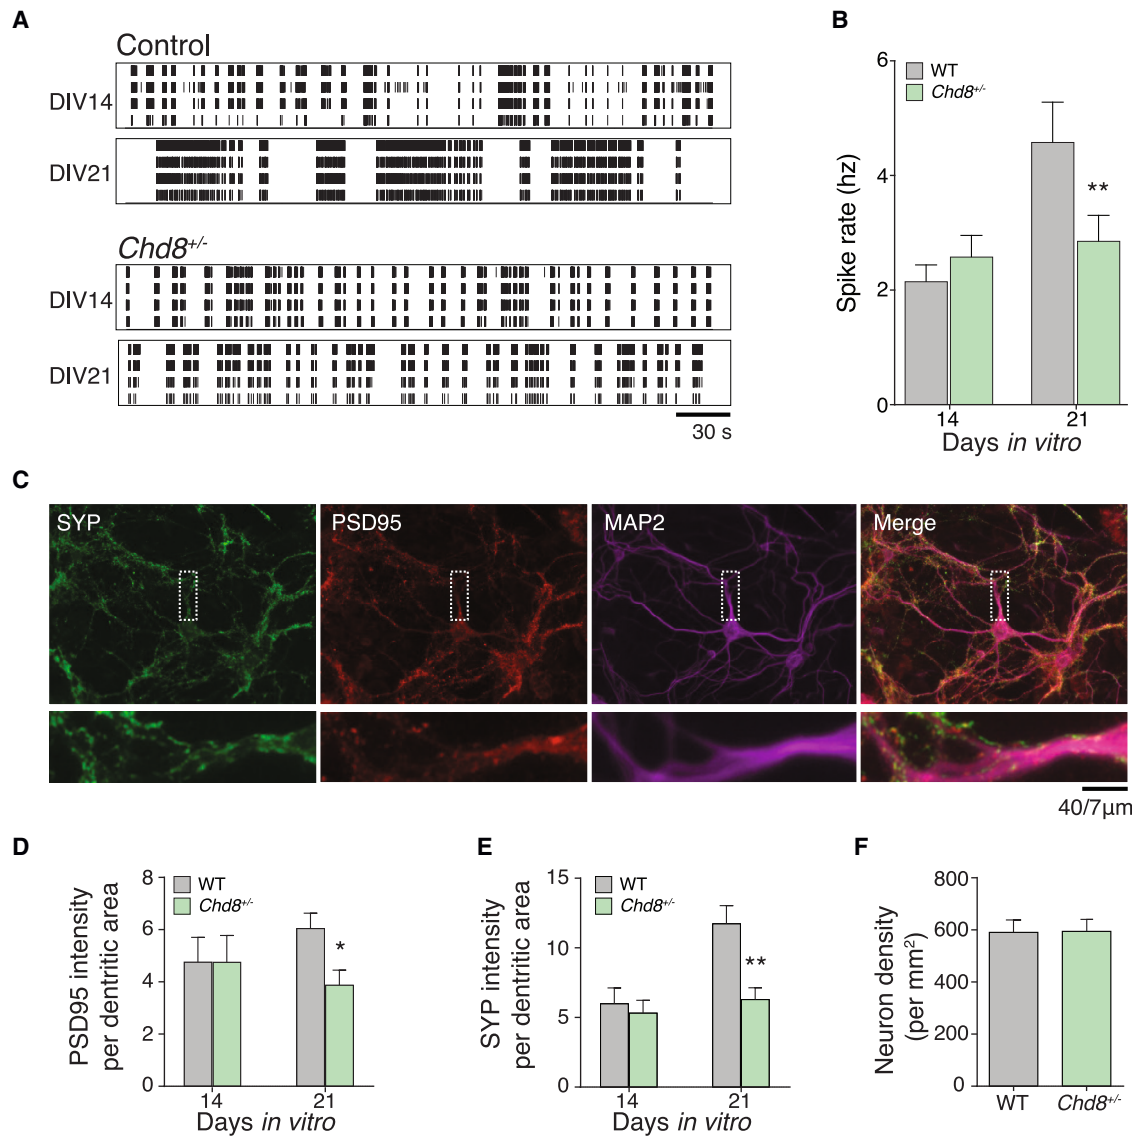 A
Control
DIV14
DIV21
Chd8+/-
DIV14
DIV21
30 s
B
6
4
2
0
Spike rate (hz)
WT
Chd8+/-
**
14
21
Days in vitro
C
SYP
PSD95
MAP2
Merge
40/7µm
D
8
6
4
2
0
PSD95 intensity
per dentritic area
WT
Chd8+/-
*
14
21
Days in vitro
E
15
10
5
0
SYP intensity
per dentritic area
WT
Chd8+/-
**
14
21
Days in vitro
F
800
600
400
200
0
Neuron density
(per mm²)
WT
Chd8+/-